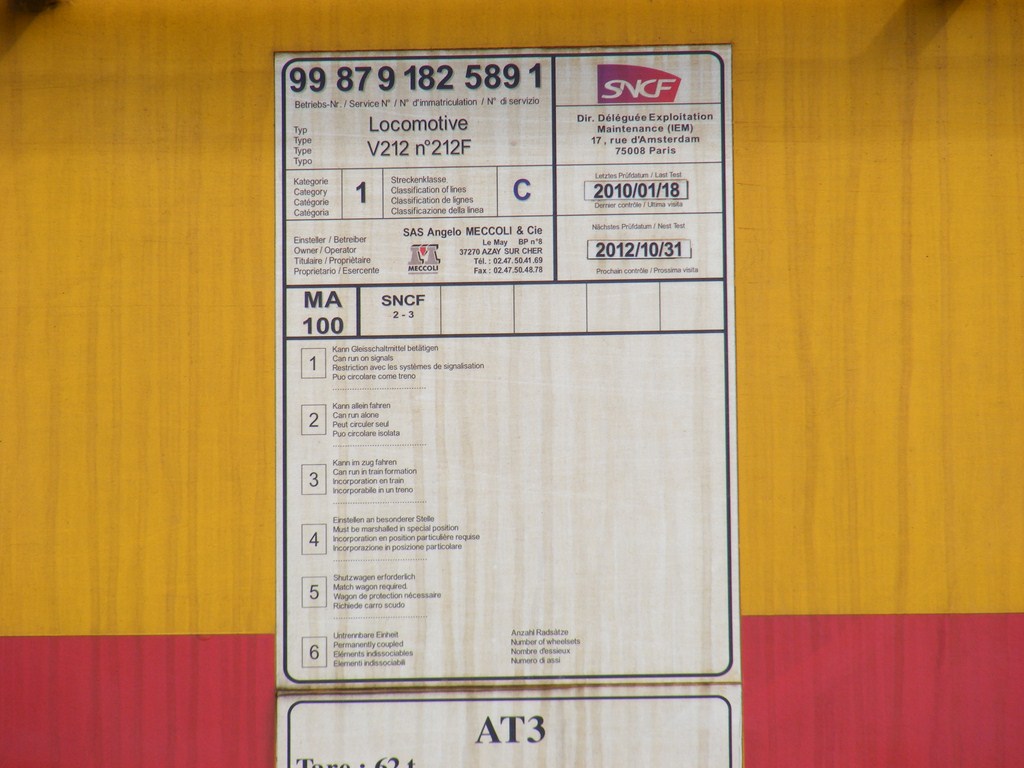 99 87 9 182 589 1
Betriebs-Nr. / Service N° / N° d'immatriculation / N° di servizio
Typ
Type
Type
Typo
Locomotive
V212 n°212F
SNCF
Dir. Déléguée Exploitation
Maintenance (IEM)
17, rue d'Amsterdam
75008 Paris
Kategorie
Category
Catégorie
Catégoria
1
Streckenklasse
Classification of lines
Classification de lignes
Classificazione della linea
C
Letztes Prüfdatum / Last Test
2010/01/18
Dernier contrôle / Ultima visita
Einsteller / Betreiber
Owner / Operator
Titulaire / Propriètaire
Proprietario / Esercente
MECCOLI
SAS Angelo MECCOLI & Cie
Le May BP n°8
37270 AZAY SUR CHER
Tél. : 02.47.50.41.69
Fax : 02.47.50.48.78
Nächstes Prüfdatum / Nest Test
2012/10/31
Prochain contrôle / Prossima visita
MA
100
SNCF
2 - 3
1
Kann Gleisschaltmittel betätigen
Can run on signals
Restriction avec les systèmes de signalisation
Puo circolare come treno
2
Kann allein fahren
Can run alone
Peut circuler seul
Puo circolare isolata
3
Kann im zug fahren
Can run in train formation
Incorporation en train
Incorporabile in un treno
4
Einstellen an besonderer Stelle
Must be marshalled in special position
Incorporation en position particulière requise
Incorporazione in posizione particolare
5
Shutzwagen erforderlich
Match wagon required
Wagon de protection nécessaire
Richiede carro scudo
6
Untrennbare Einheit
Permanently coupled
Eléments indissociables
Elementi indissociabili
Anzahl Radsätze
Number of wheelsets
Nombre d'essieux
Numero di assi
AT3
Tare : 62 t